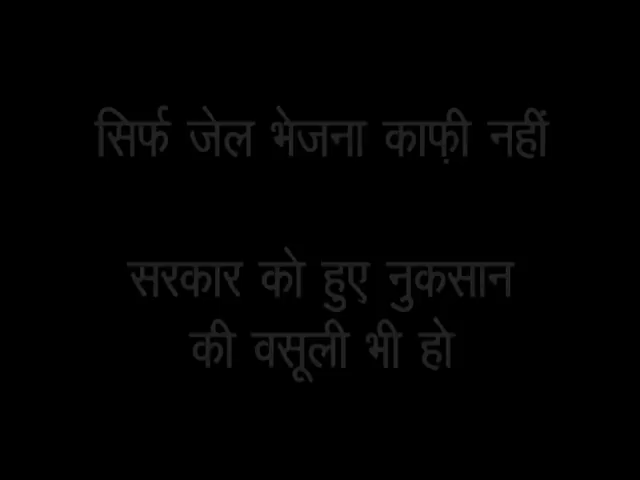 सिर्फ जेल भेजना काफ़ी नहीं
सरकार को हुए नुकसान
की वसूली भी हो